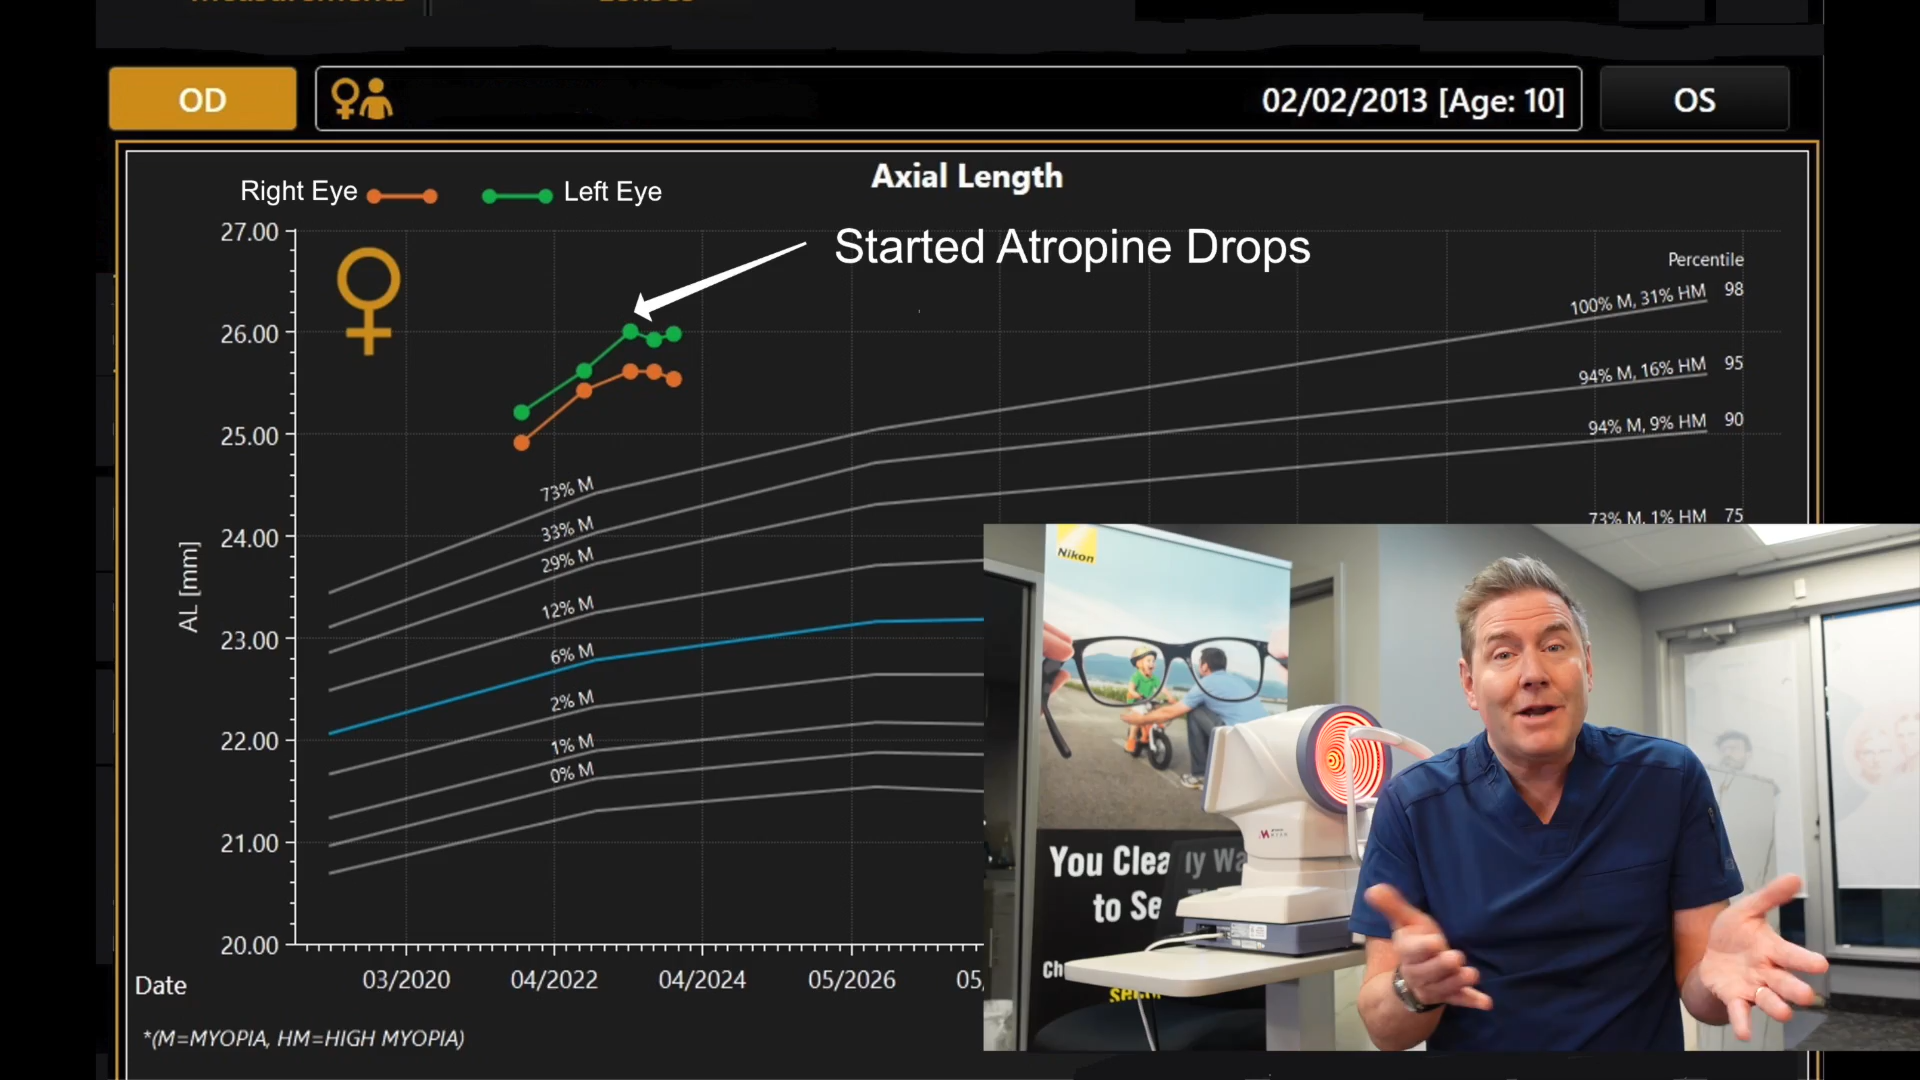 OD
02/02/2013 [Age: 10]
OS
Axial Length
Right Eye
Left Eye
Started Atropine Drops
Percentile
27.00
26.00
25.00
24.00
23.00
22.00
21.00
20.00
AL [mm]
100% M, 31% HM 98
94% M, 16% HM 95
94% M, 9% HM 90
73% M, 1% HM 75
73% M
33% M
29% M
12% M
6% M
2% M
1% M
0% M
Date
03/2020
04/2022
04/2024
05/2026
05/
*(M=MYOPIA, HM=HIGH MYOPIA)
Nikon
You Clea ly Wa
to Se
Ch